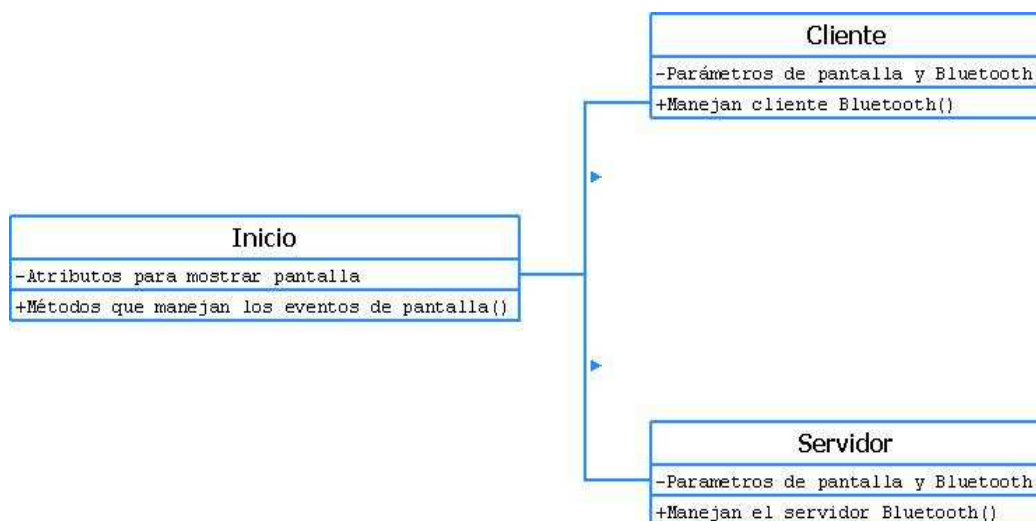 Cliente
-Parámetros de pantalla y Bluetooth
+Manejan cliente Bluetooth()
Inicio
-Atributos para mostrar pantalla
+Métodos que manejan los eventos de pantalla()
Servidor
-Parametros de pantalla y Bluetooth
+Manejan el servidor Bluetooth()